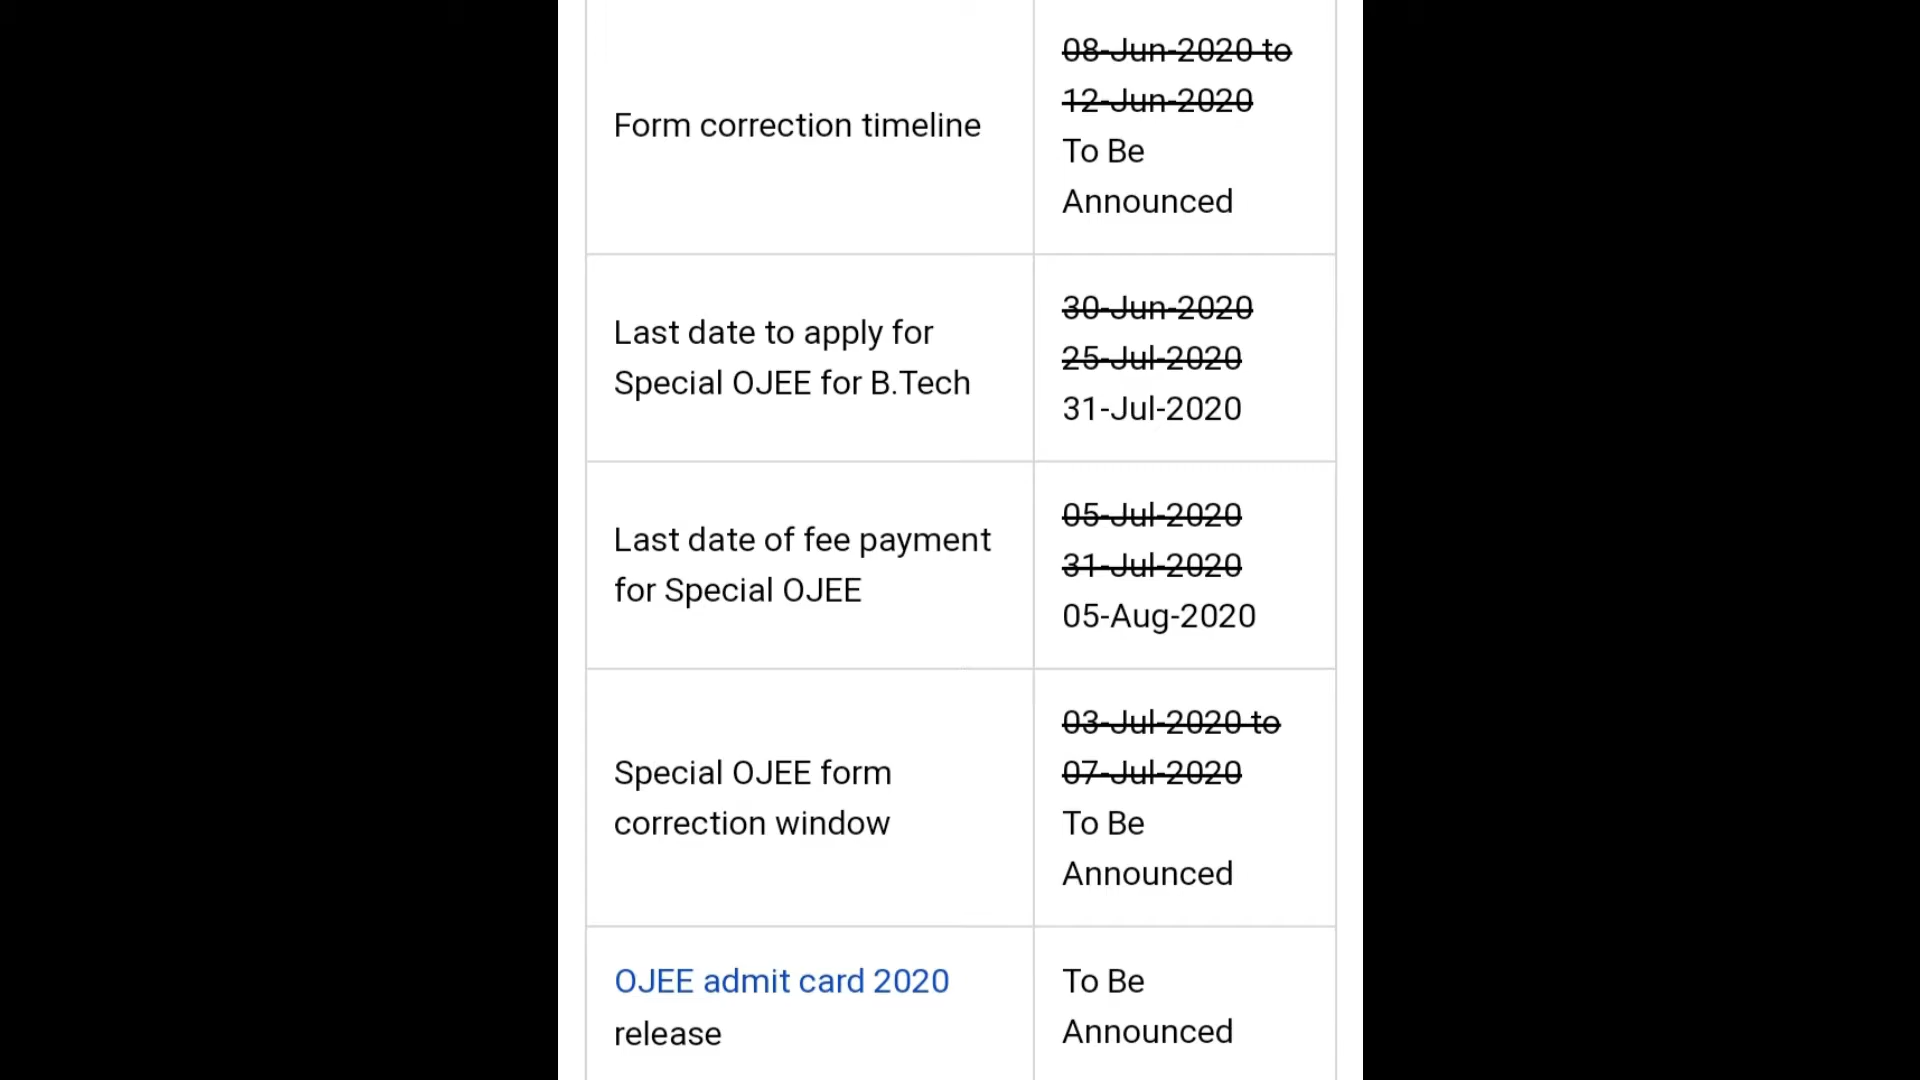 08-Jun-2020 to
12-Jun-2020
Form correction timeline
To Be
Announced
30-Jun-2020
Last date to apply for
25-Jul-2020
Special OJEE for B.Tech
31-Jul-2020
05-Jul-2020
Last date of fee payment
31-Jul-2020
for Special OJEE
05-Aug-2020
03-Jul-2020 to
Special OJEE form
07-Jul-2020
correction window
To Be
Announced
OJEE admit card 2020
To Be
release
Announced